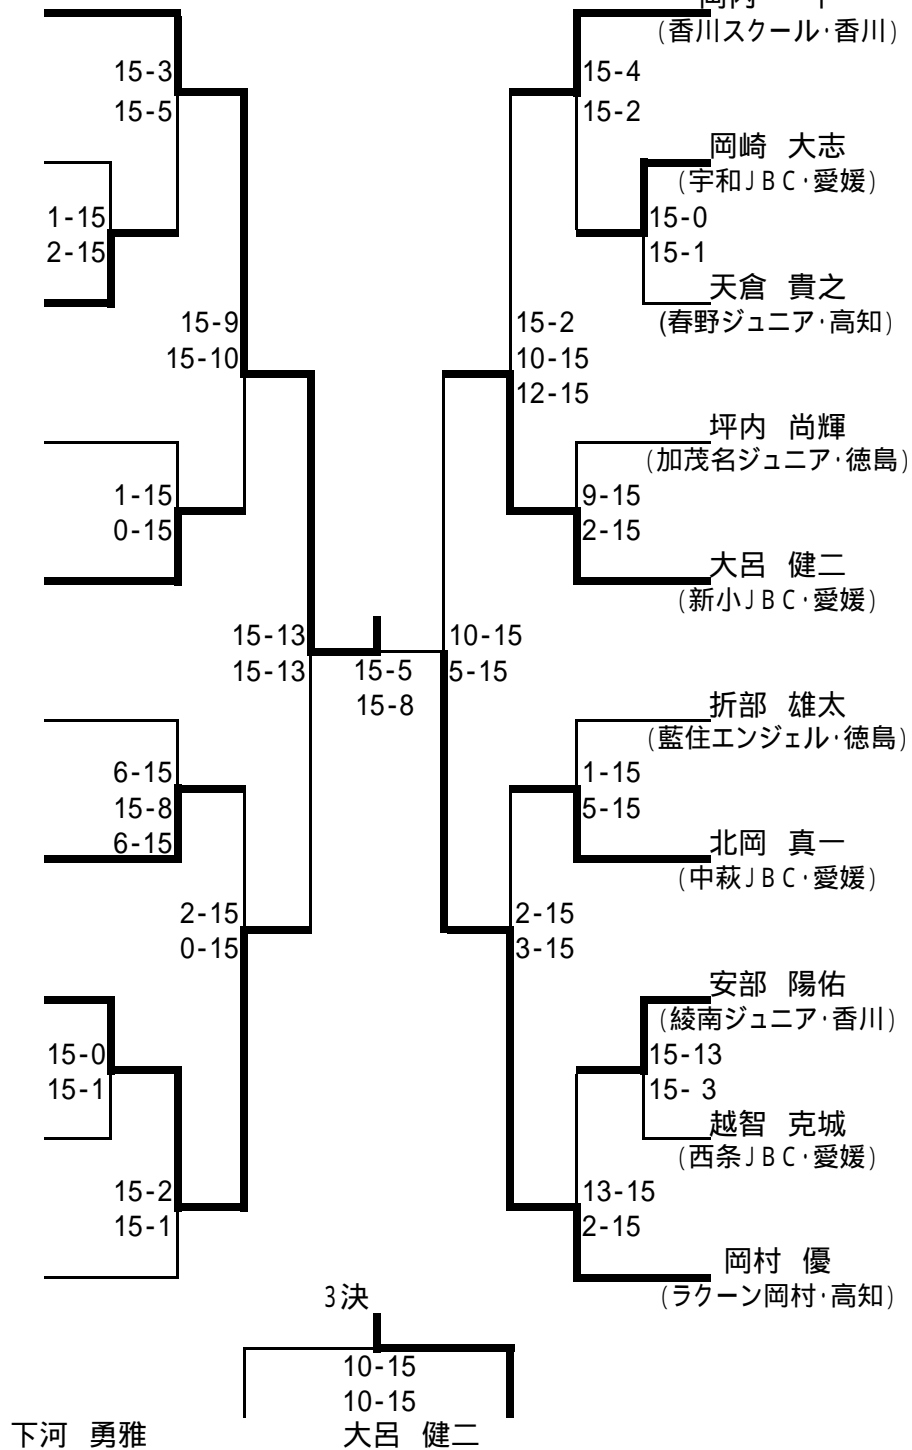 (香川スクール・香川)
15-3
15-5
15-4
15-2
岡崎 大志
(宇和JBC・愛媛)
1-15
2-15
15-0
15-1
天倉 貴之
(春野ジュニア・高知)
15-9
15-10
15-2
10-15
12-15
坪内 尚輝
(加茂名ジュニア・徳島)
1-15
0-15
9-15
2-15
大呂 健二
(新小JBC・愛媛)
15-13
15-13
15-5
15-8
10-15
5-15
折部 雄太
(藍住エンジェル・徳島)
6-15
15-8
6-15
1-15
5-15
北岡 真一
(中萩JBC・愛媛)
2-15
0-15
2-15
3-15
安部 陽佑
(綾南ジュニア・香川)
15-0
15-1
15-13
15- 3
越智 克城
(西条JBC・愛媛)
15-2
15-1
13-15
2-15
岡村 優
(ラクーン岡村・高知)
3決
10-15
10-15
下河 勇雅 大呂 健二